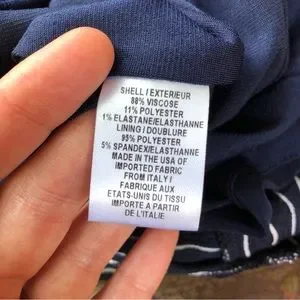 SHELL / EXTERIEUR
88% VISCOSE
11% POLYESTER
1% ELASTANE/ELASTHANNE
LINING / DOUBLURE
95% POLYESTER
5% SPANDEX/ELASTHANNE
MADE IN THE USA OF
IMPORTED FABRIC
FROM ITALY /
FABRIQUE AUX
ETATS-UNIS DU TISSU
IMPORTE A PARTIR
DE L'ITALIE